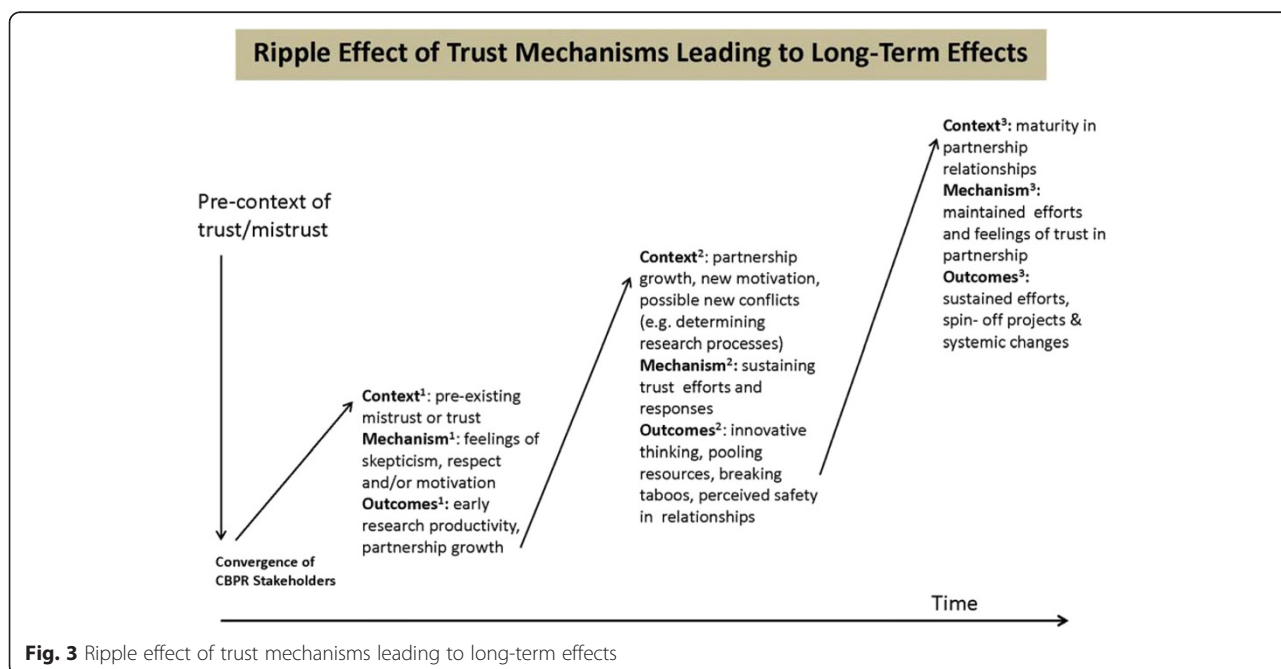 Ripple Effect of Trust Mechanisms Leading to Long-Term Effects
Pre-context of
trust/mistrust
Convergence of
CBPR Stakeholders
Context¹: pre-existing
mistrust or trust
Mechanism¹: feelings of
skepticism, respect
and/or motivation
Outcomes¹: early
research productivity,
partnership growth
Context²: partnership
growth, new motivation,
possible new conflicts
(e.g. determining
research processes)
Mechanism²: sustaining
trust efforts and
responses
Outcomes²: innovative
thinking, pooling
resources, breaking
taboos, perceived safety
in relationships
Context³: maturity in
partnership
relationships
Mechanism³:
maintained efforts
and feelings of trust in
partnership
Outcomes³:
sustained efforts,
spin- off projects &
systemic changes
Time
Fig. 3 Ripple effect of trust mechanisms leading to long-term effects